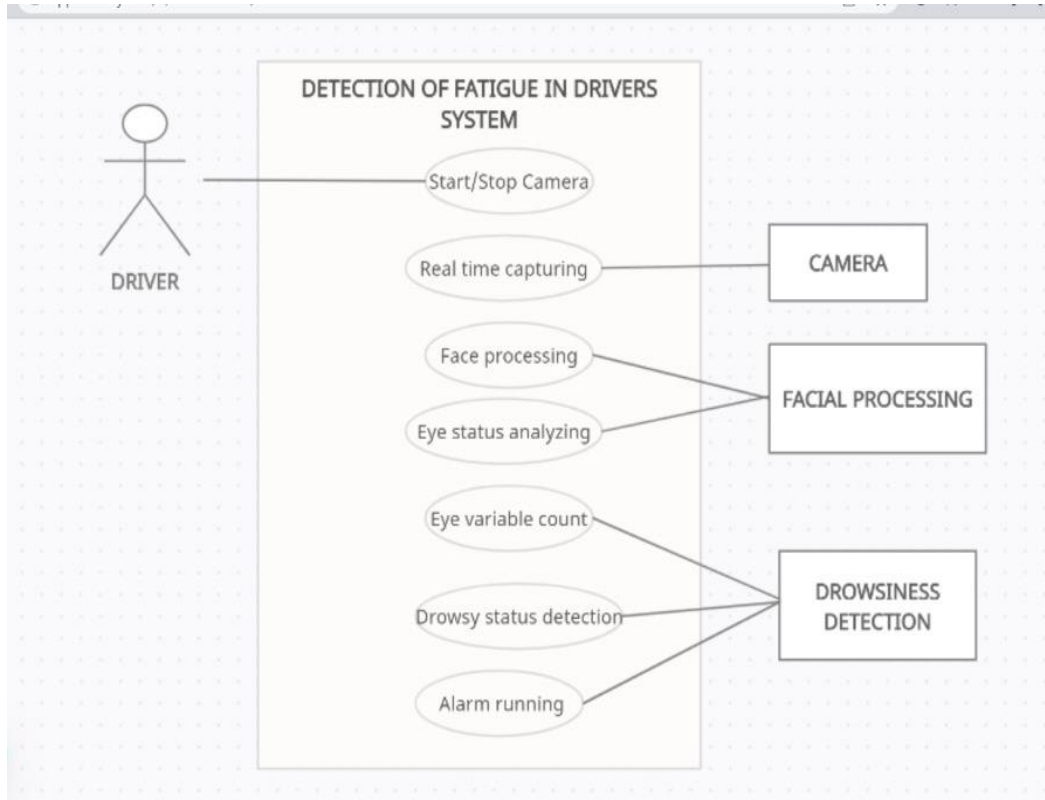 DETECTION OF FATIGUE IN DRIVERS
SYSTEM
Start/Stop Camera
Real time capturing
CAMERA
DRIVER
Face processing
FACIAL PROCESSING
Eye status analyzing
Eye variable count
DROWSINESS
DETECTION
Drowsy status detection
Alarm running